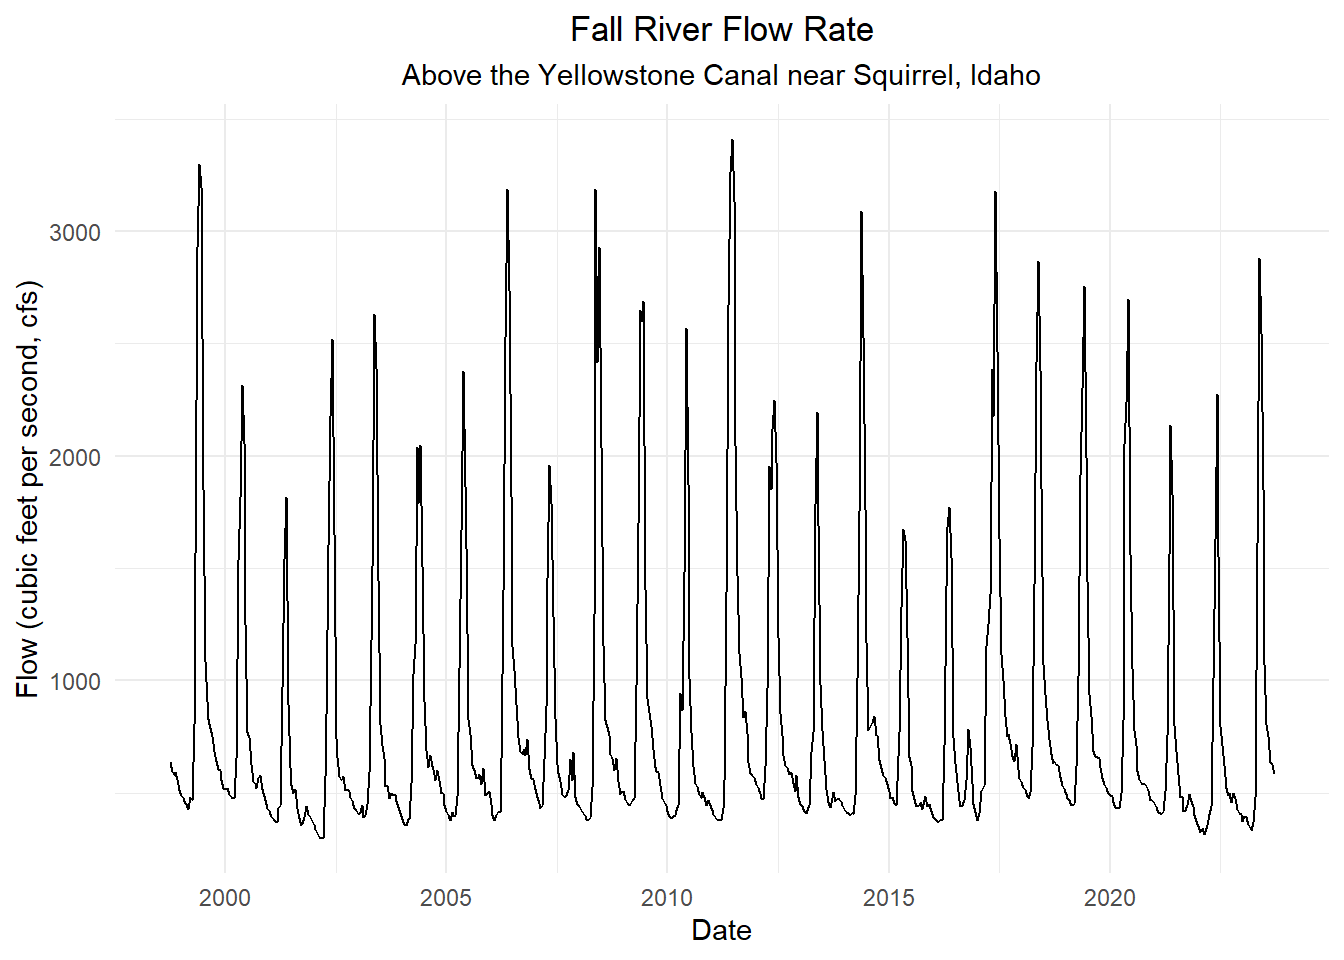 Fall River Flow Rate
Above the Yellowstone Canal near Squirrel, Idaho
Flow (cubic feet per second, cfs)
3000
2000
1000
2000 2005 2010 2015 2020
Date